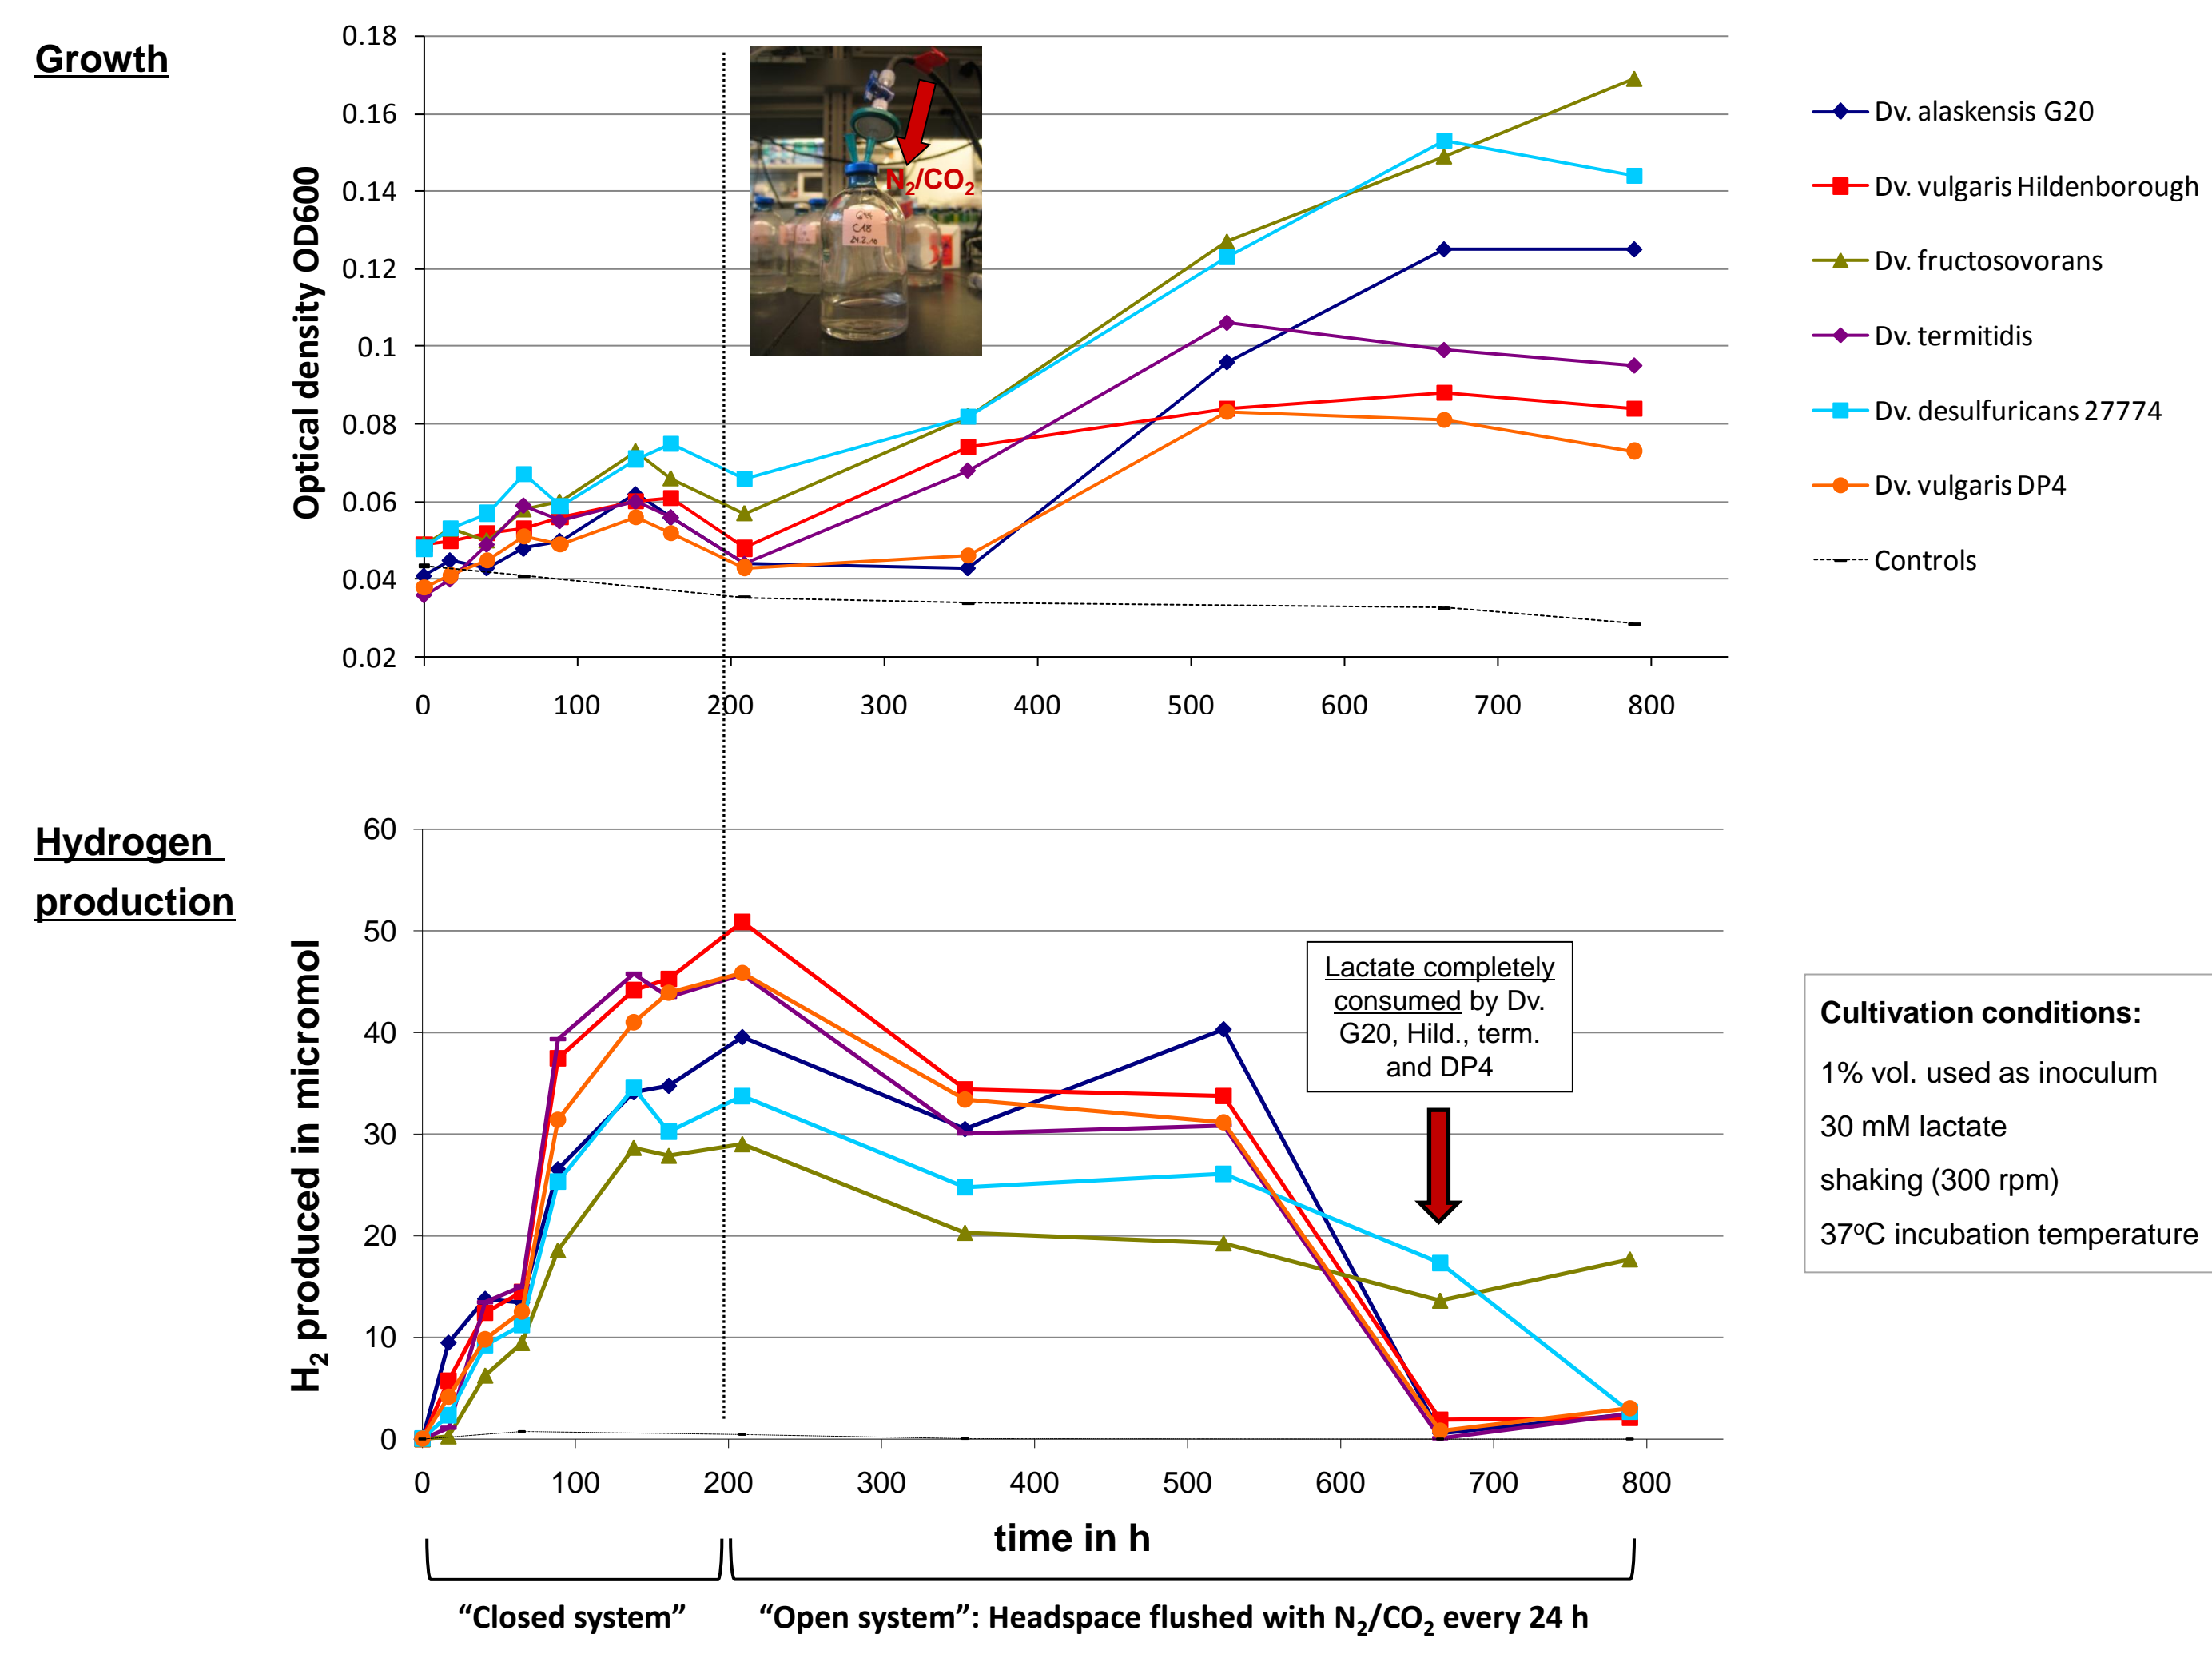 Growth
Optical density OD600
0.18
0.16
0.14
0.12
0.1
0.08
0.06
0.04
0.02
0 100 200 300 400 500 600 700 800
N₂/CO₂
C18
24.2.10
Dv. alaskensis G20
Dv. vulgaris Hildenborough
Dv. fructosovorans
Dv. termitidis
Dv. desulfuricans 27774
Dv. vulgaris DP4
Controls
Hydrogen
production
H₂ produced in micromol
60
50
40
30
20
10
0
0 100 200 300 400 500 600 700 800
time in h
Lactate completely
consumed by Dv.
G20, Hild., term.
and DP4
Cultivation conditions:
1% vol. used as inoculum
30 mM lactate
shaking (300 rpm)
37ºC incubation temperature
“Closed system”
“Open system”: Headspace flushed with N₂/CO₂ every 24 h